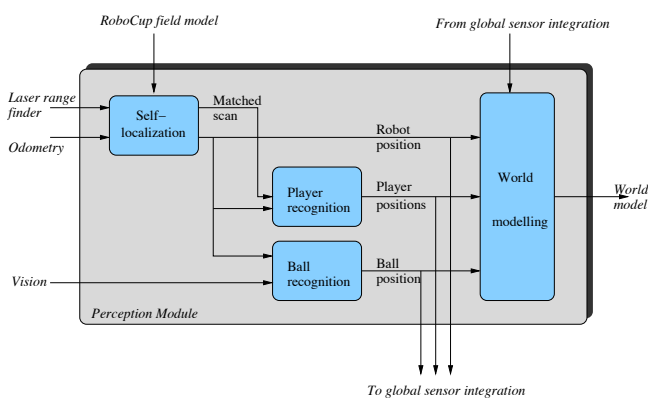 RoboCup field model
From global sensor integration
Laser range
finder
Odometry
Self–
localization
Matched
scan
Robot
position
Player
recognition
Player
positions
World
modelling
World
model
Vision
Ball
recognition
Ball
position
Perception Module
To global sensor integration